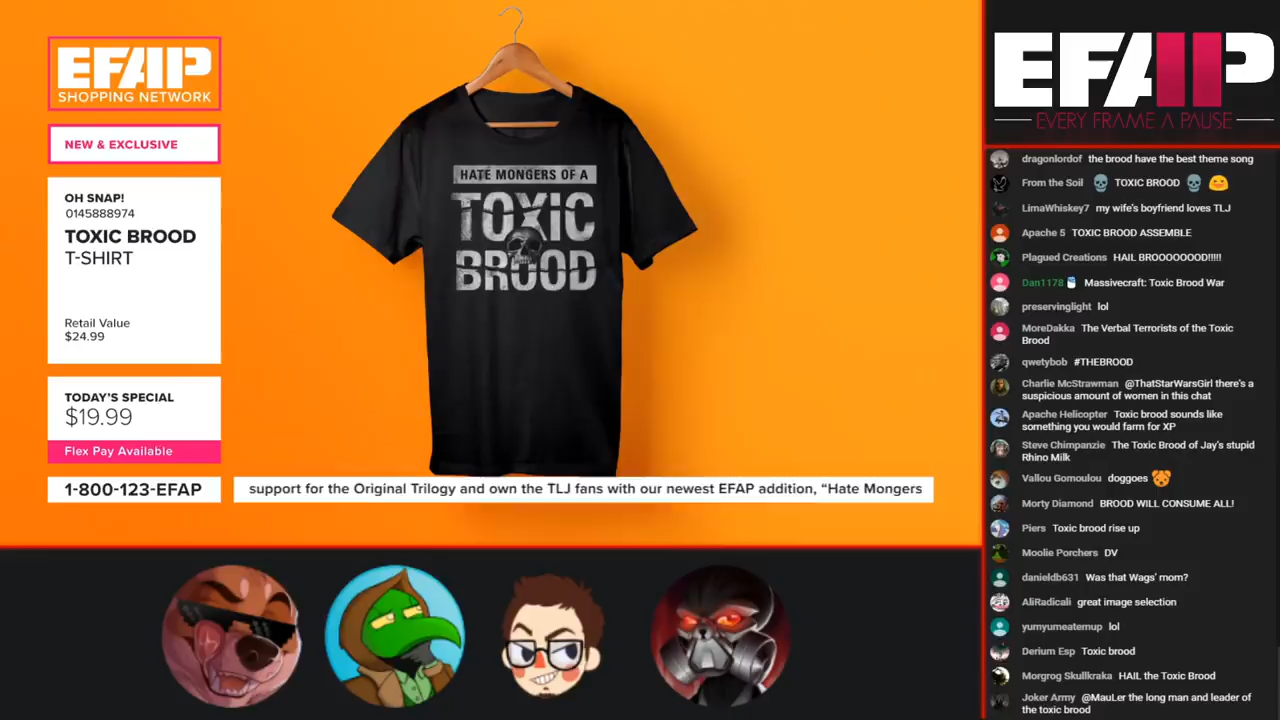 EFAP
SHOPPING NETWORK
NEW & EXCLUSIVE
OH SNAP!
0145888974
TOXIC BROOD
T-SHIRT
Retail Value
$24.99
TODAY'S SPECIAL
$19.99
Flex Pay Available
1-800-123-EFAP
HATE MONGERS OF A
TOXiC
BROOD
support for the Original Trilogy and own the TLJ fans with our newest EFAP addition, “Hate Mongers
EFAP
EVERY FRAME A PAUSE
dragonlordof the brood have the best theme song
From the Soil 💀 TOXIC BROOD 💀 😋
LimaWhiskey7 my wife's boyfriend loves TLJ
Apache 5 TOXIC BROOD ASSEMBLE
Plagued Creations HAIL BROOOOOOOD!!!!!
Dan1178 Massivecraft: Toxic Brood War
preservinglight lol
MoreDakka The Verbal Terrorists of the Toxic
Brood
qwetybob #THEBROOD
Charlie McStrawman @ThatStarWarsGirl there's a
suspicious amount of women in this chat
Apache Helicopter Toxic brood sounds like
something you would farm for XP
Steve Chimpanzie The Toxic Brood of Jay's stupid
Rhino Milk
Vallou Gomoulou doggoes 🐶
Morty Diamond BROOD WILL CONSUME ALL!
Piers Toxic brood rise up
Moolie Porchers DV
danieldb631 Was that Wags' mom?
AliRadicali great image selection
yumyumeatemup lol
Derium Esp Toxic brood
Morgrog Skullkraka HAIL the Toxic Brood
Joker Army @MauLer the long man and leader of
the toxic brood